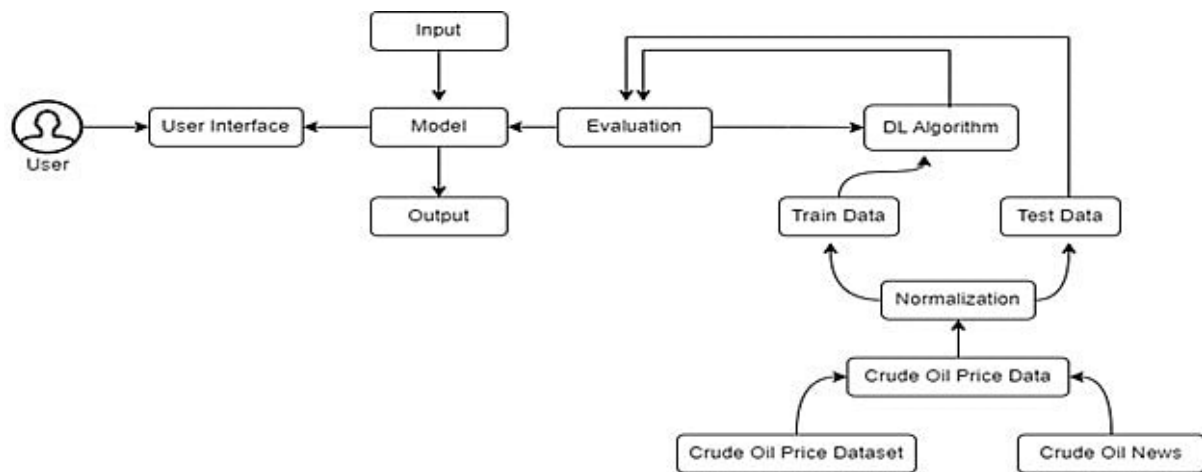 Input
User Interface
Model
Evaluation
DL Algorithm
User
Output
Train Data
Test Data
Normalization
Crude Oil Price Data
Crude Oil Price Dataset
Crude Oil News